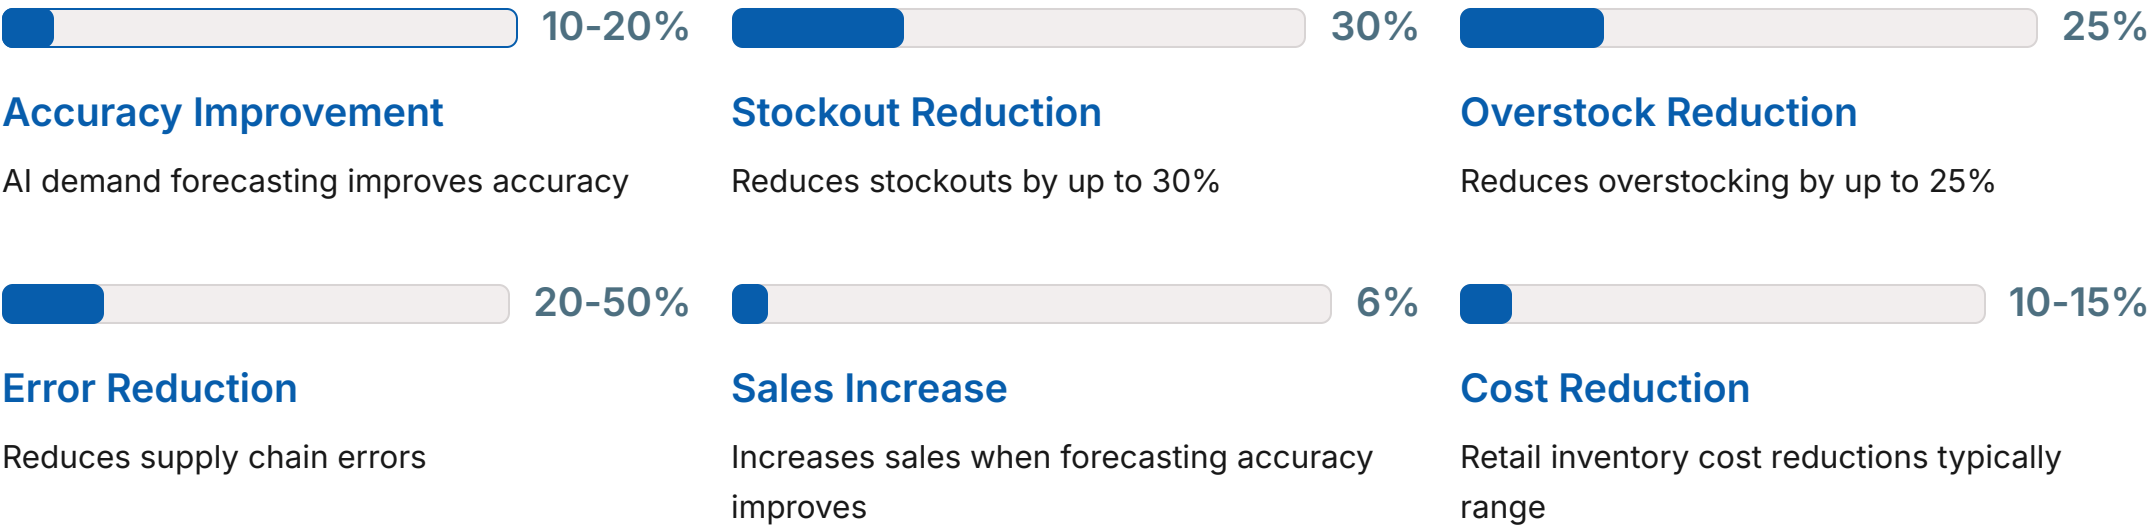 10-20%
Accuracy Improvement
AI demand forecasting improves accuracy
30%
Stockout Reduction
Reduces stockouts by up to 30%
25%
Overstock Reduction
Reduces overstocking by up to 25%
20-50%
Error Reduction
Reduces supply chain errors
6%
Sales Increase
Increases sales when forecasting accuracy
improves
10-15%
Cost Reduction
Retail inventory cost reductions typically
range